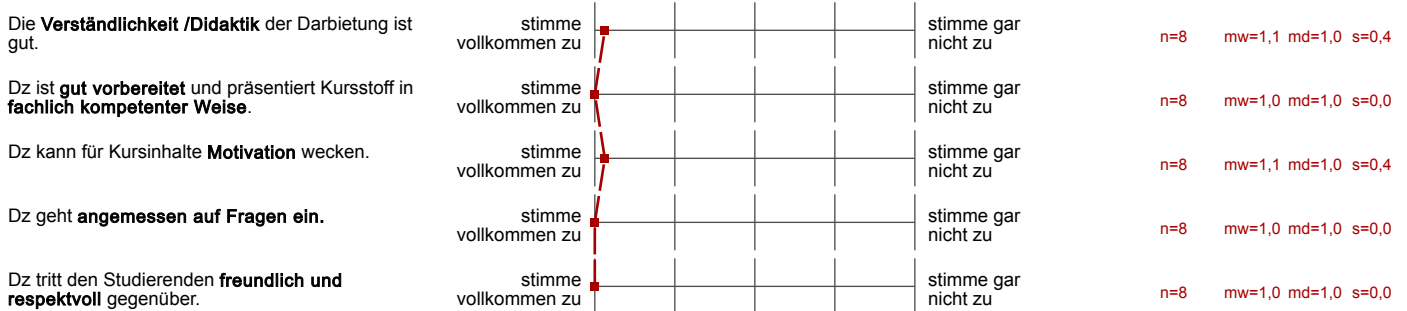 Die Verständlichkeit /Didaktik der Darbietung ist
gut.
stimme
vollkommen zu
stimme gar
nicht zu
n=8 mw=1,1 md=1,0 s=0,4
Dz ist gut vorbereitet und präsentiert Kursstoff in
fachlich kompetenter Weise.
stimme
vollkommen zu
stimme gar
nicht zu
n=8 mw=1,0 md=1,0 s=0,0
Dz kann für Kursinhalte Motivation wecken.
stimme
vollkommen zu
stimme gar
nicht zu
n=8 mw=1,1 md=1,0 s=0,4
Dz geht angemessen auf Fragen ein.
stimme
vollkommen zu
stimme gar
nicht zu
n=8 mw=1,0 md=1,0 s=0,0
Dz tritt den Studierenden freundlich und
respektvoll gegenüber.
stimme
vollkommen zu
stimme gar
nicht zu
n=8 mw=1,0 md=1,0 s=0,0